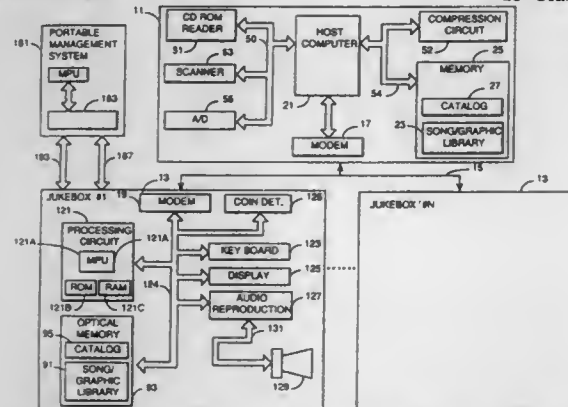 11
CD ROM
READER
51
50
SCANNER
53
A/D
55
HOST
COMPUTER
21
MODEM
17
COMPRESSION
CIRCUIT
52
25
MEMORY
54
27
CATALOG
23
SONG/GRAPHIC
LIBRARY
181
PORTABLE
MANAGEMENT
SYSTEM
MPU
183
187
15
JUKEBOX #1
19
13
MODEM
COIN DET.
126
121
PROCESSING
CIRCUIT
121A
121A
MPU
ROM
RAM
121B
121C
KEY BOARD
123
DISPLAY
125
AUDIO
REPRODUCTION
127
131
129
OPTICAL
MEMORY
95
CATALOG
91
SONG/
GRAPHIC
LIBRARY
93
13
JUKEBOX '#N